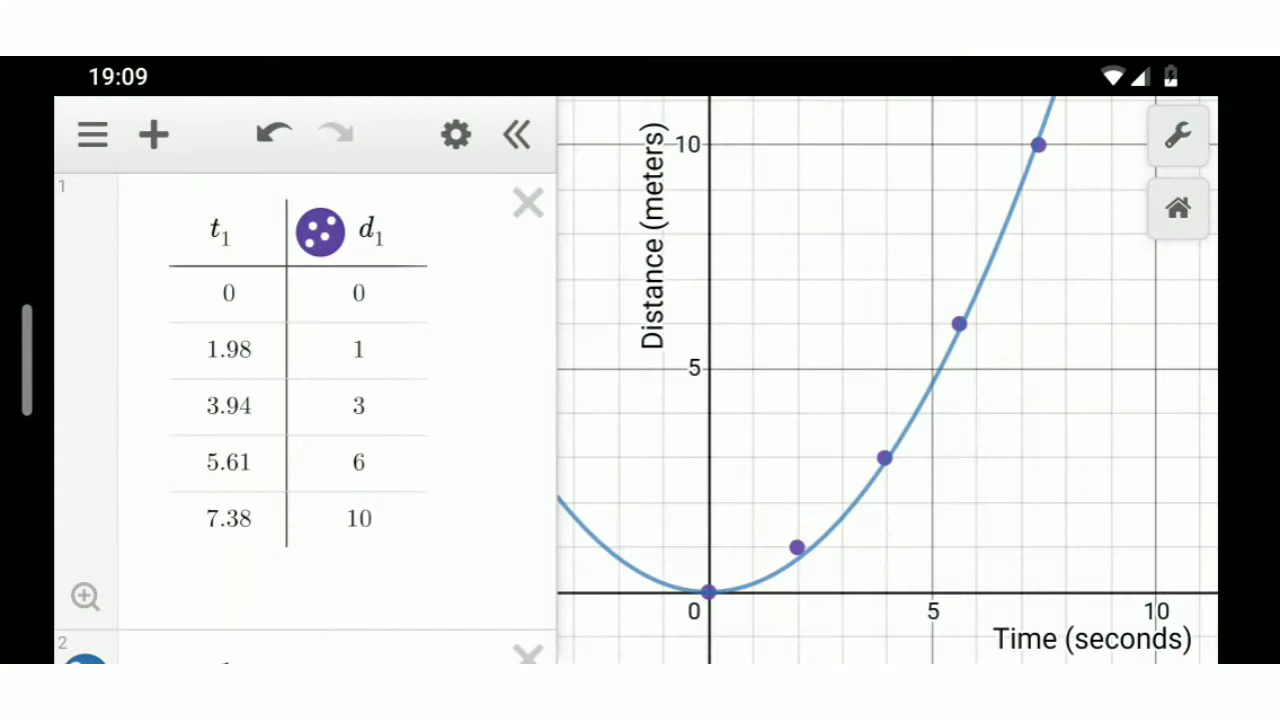 19:09
1
t₁ d₁
0 0
1.98 1
3.94 3
5.61 6
7.38 10
2
Distance (meters)
10
5
0 5 10
Time (seconds)